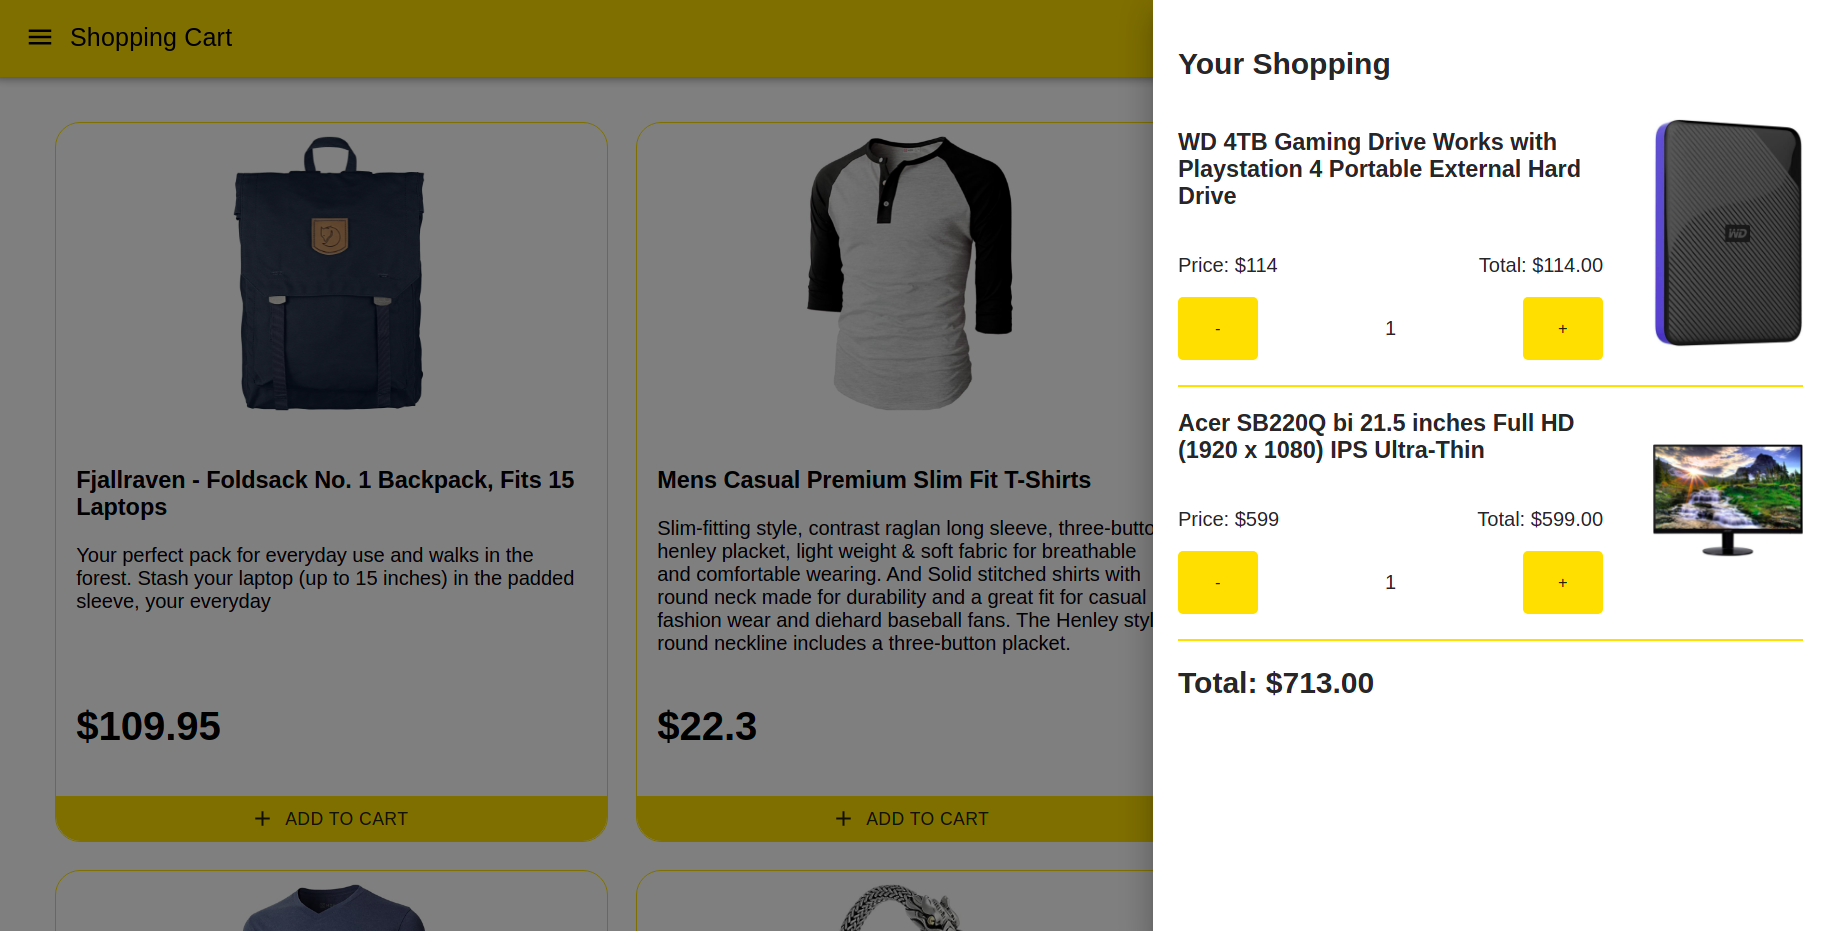 Shopping Cart
Fjallraven - Foldsack No. 1 Backpack, Fits 15
Laptops
Your perfect pack for everyday use and walks in the
forest. Stash your laptop (up to 15 inches) in the padded
sleeve, your everyday
$109.95
ADD TO CART
Mens Casual Premium Slim Fit T-Shirts
Slim-fitting style, contrast raglan long sleeve, three-butto
henley placket, light weight & soft fabric for breathable
and comfortable wearing. And Solid stitched shirts with
round neck made for durability and a great fit for casual
fashion wear and diehard baseball fans. The Henley styl
round neckline includes a three-button placket.
$22.3
ADD TO CART
Your Shopping
WD 4TB Gaming Drive Works with
Playstation 4 Portable External Hard
Drive
Price: $114 Total: $114.00
- 1 +
WD
Acer SB220Q bi 21.5 inches Full HD
(1920 x 1080) IPS Ultra-Thin
Price: $599 Total: $599.00
- 1 +
Total: $713.00